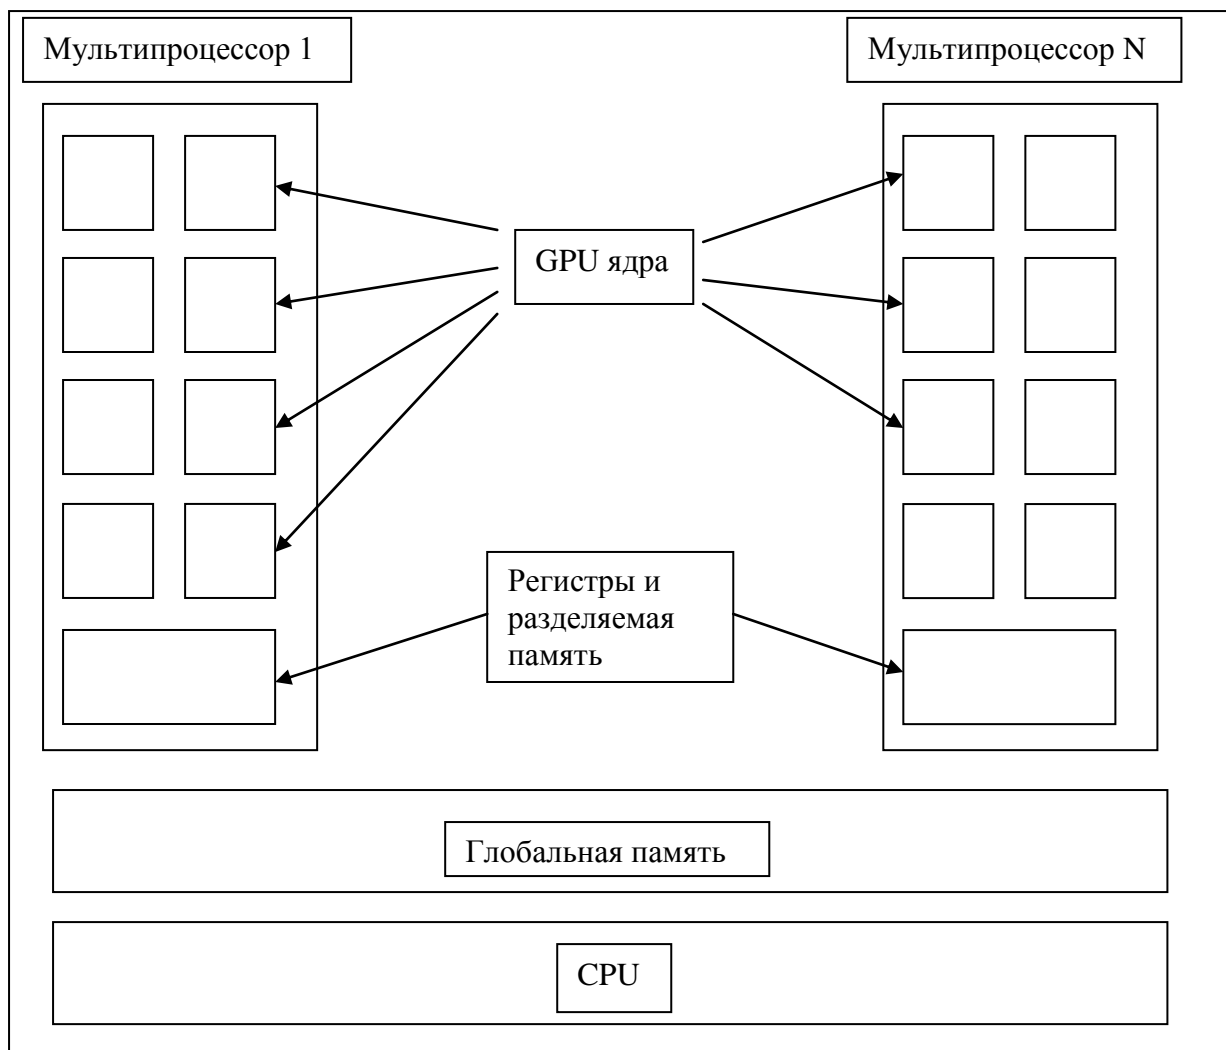 Мультипроцессор 1
Мультипроцессор N
GPU ядра
Регистры и
разделяемая
память
Глобальная память
CPU